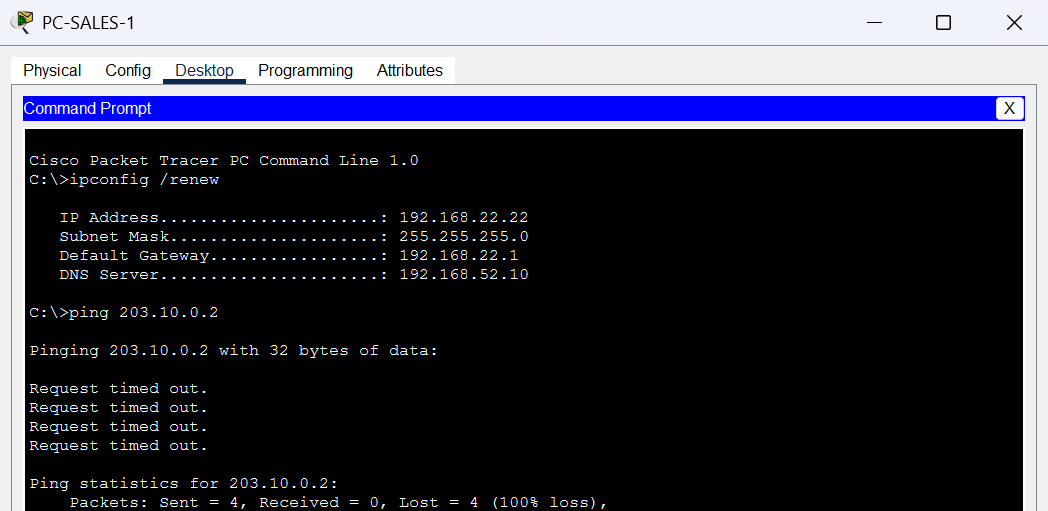 PC-SALES-1
Physical Config Desktop Programming Attributes
Command Prompt X
Cisco Packet Tracer PC Command Line 1.0
C:\>ipconfig /renew
IP Address......................: 192.168.22.22
Subnet Mask.....................: 255.255.255.0
Default Gateway.................: 192.168.22.1
DNS Server......................: 192.168.52.10
C:\>ping 203.10.0.2
Pinging 203.10.0.2 with 32 bytes of data:
Request timed out.
Request timed out.
Request timed out.
Request timed out.
Ping statistics for 203.10.0.2:
Packets: Sent = 4, Received = 0, Lost = 4 (100% loss),